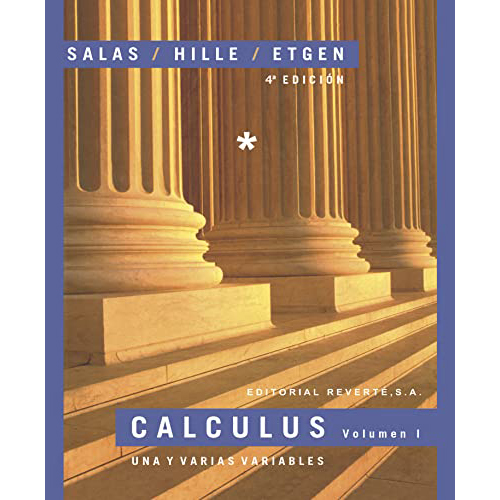 SALAS / HILLE / ETGEN
4ª EDICIÓN
*
EDITORIAL REVERTÉ, S.A.
CALCULUS Volumen I
UNA Y VARIAS VARIABLES